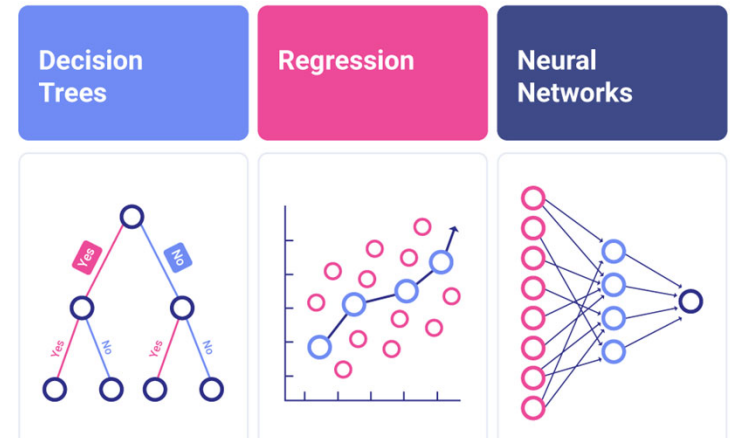 Decision
Trees
Regression
Neural
Networks
Yes
No
Yes
No
Yes
No